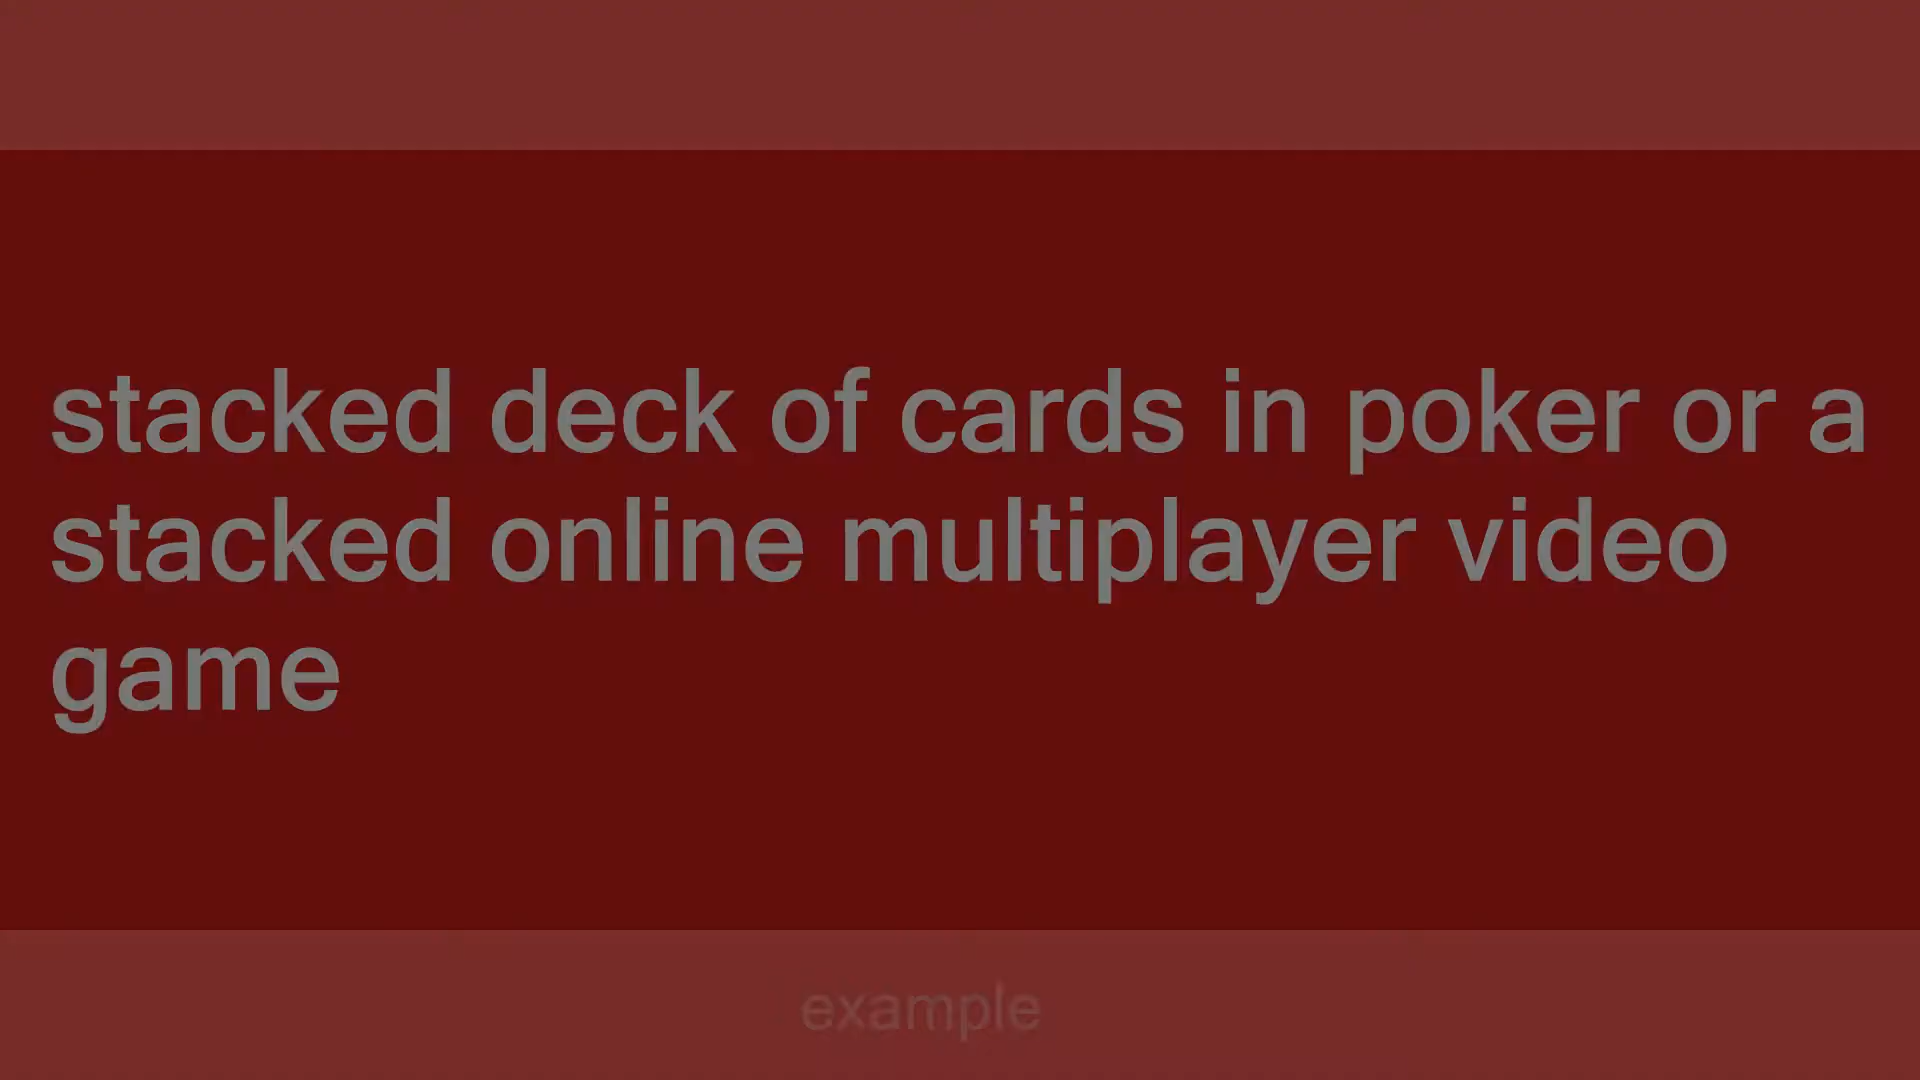 stacked deck of cards in poker or a
stacked online multiplayer video
game
example